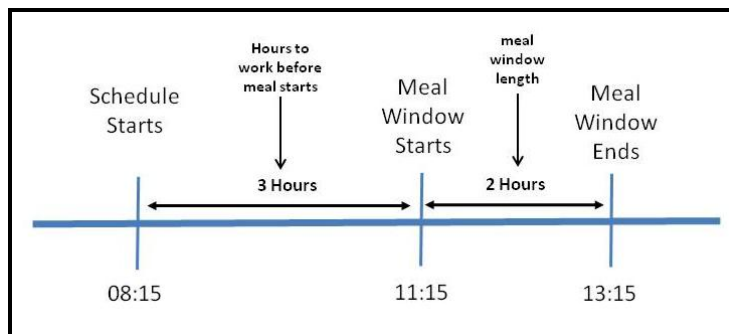 Hours to
work before
meal starts
meal
window
length
Schedule
Starts
Meal
Window
Starts
Meal
Window
Ends
3 Hours
2 Hours
08:15
11:15
13:15